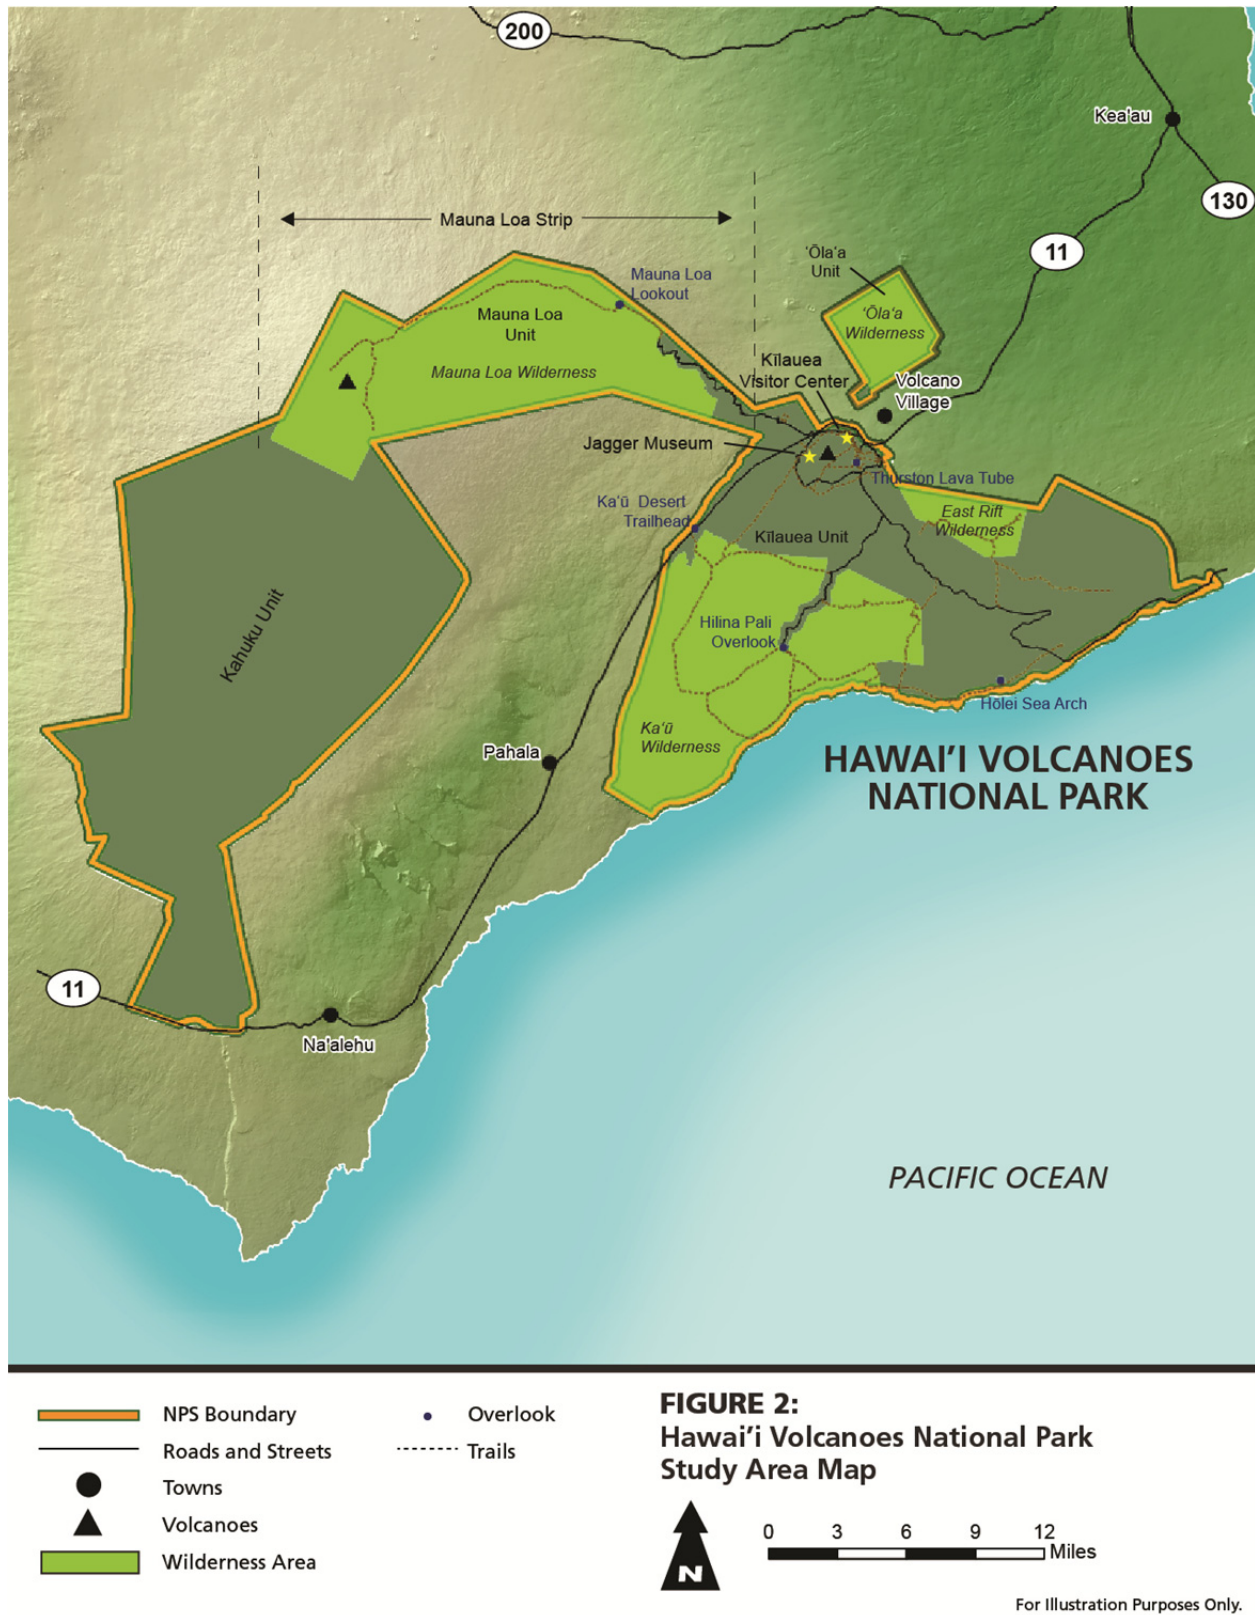 200
Kea'au
130
Mauna Loa Strip
11
'Ōla'a
Unit
Mauna Loa
Lookout
Mauna Loa
Unit
'Ōla'a
Wilderness
Kīlauea
Visitor Center
Mauna Loa Wilderness
Volcano
Village
Jagger Museum
Thurston Lava Tube
Ka'ū Desert
Trailhead
East Rift
Wilderness
Kīlauea Unit
Kahuku Unit
Hilina Pali
Overlook
Hōlei Sea Arch
Ka'ū
Wilderness
Pahala
HAWAI'I VOLCANOES
NATIONAL PARK
11
Na'alehu
PACIFIC OCEAN
NPS Boundary
Roads and Streets
Towns
Volcanoes
Wilderness Area
Overlook
Trails
FIGURE 2:
Hawai'i Volcanoes National Park
Study Area Map
N
0 3 6 9 12
Miles
For Illustration Purposes Only.